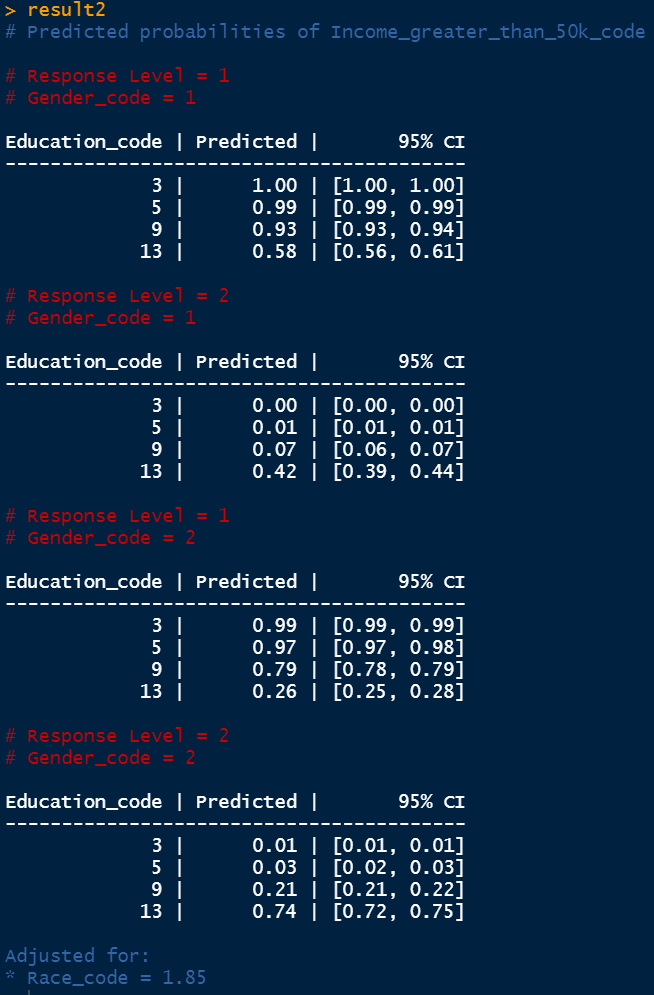 > result2
# Predicted probabilities of Income_greater_than_50k_code
# Response Level = 1
# Gender_code = 1
Education_code | Predicted |       95% CI
-----------------------------------------
             3 |      1.00 | [1.00, 1.00]
             5 |      0.99 | [0.99, 0.99]
             9 |      0.93 | [0.93, 0.94]
            13 |      0.58 | [0.56, 0.61]
# Response Level = 2
# Gender_code = 1
Education_code | Predicted |       95% CI
-----------------------------------------
             3 |      0.00 | [0.00, 0.00]
             5 |      0.01 | [0.01, 0.01]
             9 |      0.07 | [0.06, 0.07]
            13 |      0.42 | [0.39, 0.44]
# Response Level = 1
# Gender_code = 2
Education_code | Predicted |       95% CI
-----------------------------------------
             3 |      0.99 | [0.99, 0.99]
             5 |      0.97 | [0.97, 0.98]
             9 |      0.79 | [0.78, 0.79]
            13 |      0.26 | [0.25, 0.28]
# Response Level = 2
# Gender_code = 2
Education_code | Predicted |       95% CI
-----------------------------------------
             3 |      0.01 | [0.01, 0.01]
             5 |      0.03 | [0.02, 0.03]
             9 |      0.21 | [0.21, 0.22]
            13 |      0.74 | [0.72, 0.75]
Adjusted for:
* Race_code = 1.85